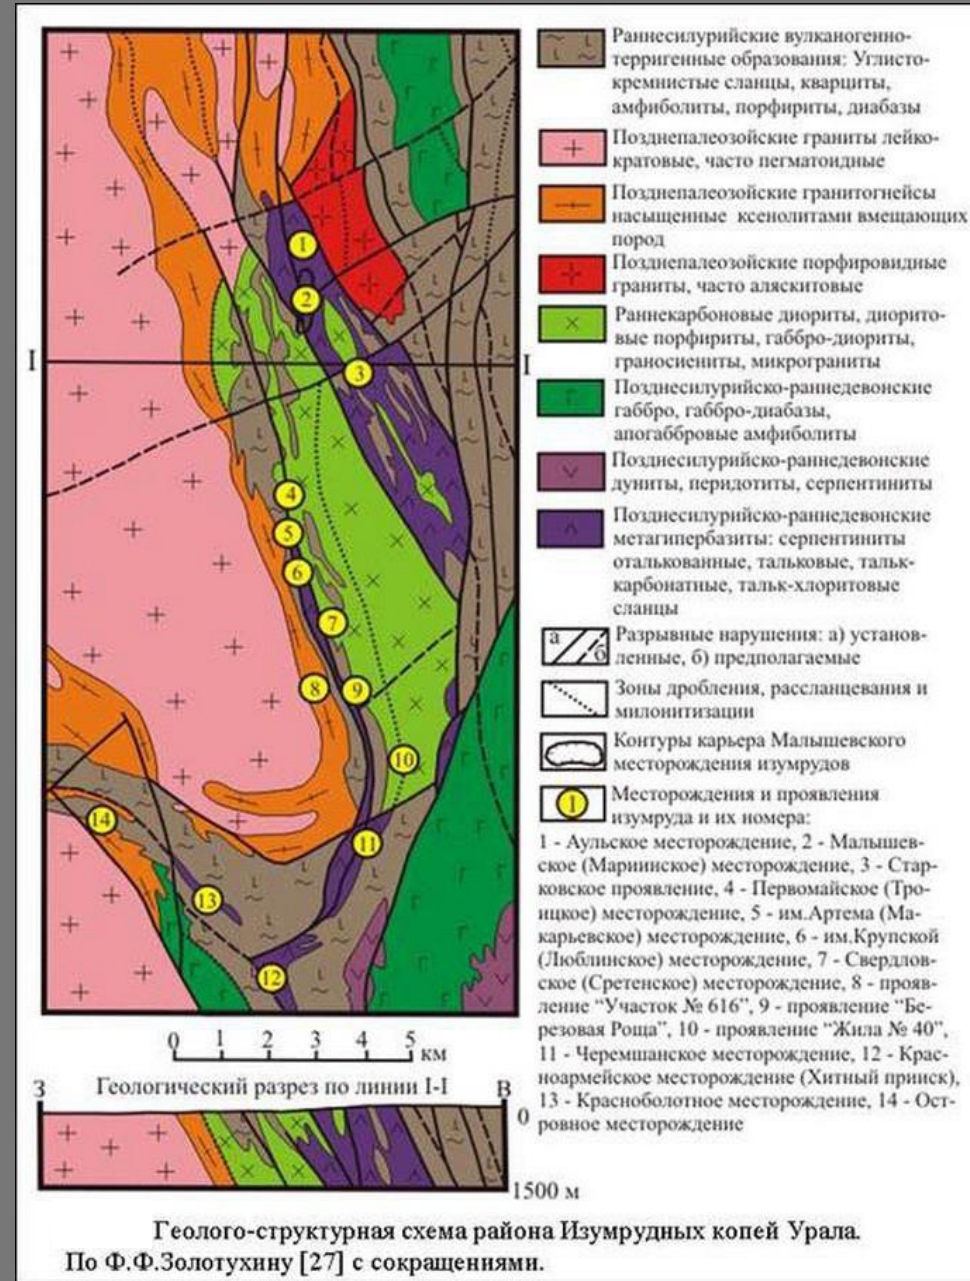 Раннесилурийские вулканогенно-
терригенные образования: Углисто-
кремнистые сланцы, кварциты,
амфиболиты, порфириты, диабазы
Позднепалеозойские граниты лейко-
кратовые, часто пегматоидные
Позднепалеозойские гранитогнейсы
насыщенные ксенолитами вмещающих
пород
Позднепалеозойские порфировидные
граниты, часто аляскитовые
Раннекарбоновые диориты, диорито-
вые порфириты, габбро-диориты,
граносиениты, микрограниты
Позднесилурийско-раннедевонские
габбро, габбро-диабазы,
апогаббровые амфиболиты
Позднесилурийско-раннедевонские
дуниты, перидотиты, серпентиниты
Позднесилурийско-раннедевонские
метагипербазиты: серпентиниты
оталькованные, тальковые, тальк-
карбонатные, тальк-хлоритовые
сланцы
а б
Разрывные нарушения: а) установ-
ленные, б) предполагаемые
Зоны дробления, рассланцевания и
милонитизации
Контуры карьера Малышевского
месторождения изумрудов
1
Месторождения и проявления
изумруда и их номера:
1 - Аульское месторождение, 2 - Малышев-
ское (Мариинское) месторождение, 3 - Стар-
ковское проявление, 4 - Первомайское (Тро-
ицкое) месторождение, 5 - им.Артема (Ма-
карьевское) месторождение, 6 - им.Крупской
(Люблинское) месторождение, 7 - Свердлов-
ское (Сретенское) месторождение, 8 - прояв-
ление “Участок № 616”, 9 - проявление “Бе-
резовая Роща”, 10 - проявление “Жила № 40”,
11 - Черемшанское месторождение, 12 - Крас-
ноармейское месторождение (Хитный прииск),
13 - Красноболотное месторождение, 14 - Ост-
ровное месторождение
1
2
I I
3
4
5
6
7
8 9
10
14
11
13
12
0 1 2 3 4 5
км
З Геологический разрез по линии I-I В
0
1500 м
Геолого-структурная схема района Изумрудных копей Урала.
По Ф.Ф.Золотухину [27] с сокращениями.